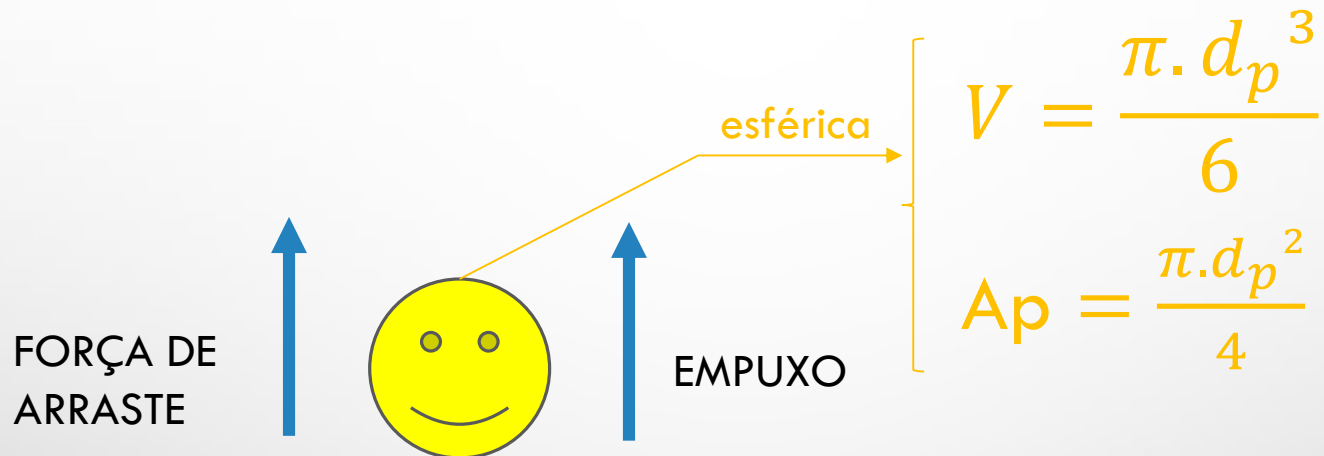 esférica
V = π.dₚ³/6
Ap = π.dₚ²/4
FORÇA DE
ARRASTE
EMPUXO